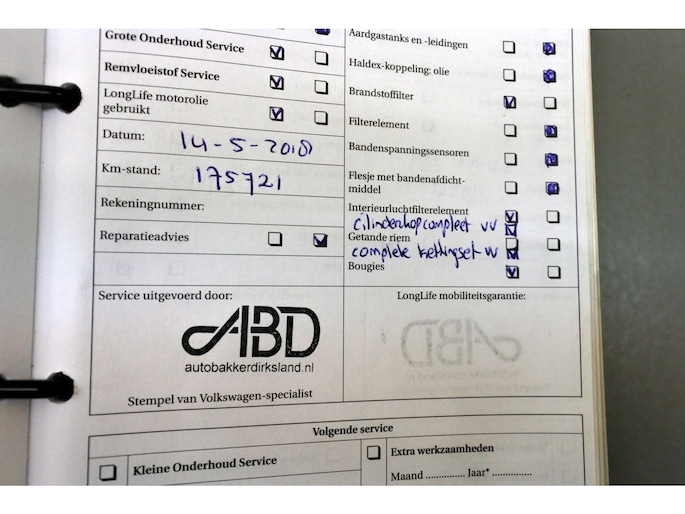 Grote Onderhoud Service
Remvloeistof Service
LongLife motorolie
gebruikt
Datum: 14-5-2018
Km-stand: 175721
Rekeningnummer:
Reparatieadvies
Service uitgevoerd door:
ABD
autobakkerdirksland.nl
Stempel van Volkswagen-specialist
Aardgastanks en -leidingen
Haldex-koppeling: olie
Brandstoffilter
Filterelement
Bandenspanningssensoren
Flesje met bandenafdicht-
middel
Interieurluchtfilterelement
cilinderkop compleet vv
Getande riem
complete kettingset vv
Bougies
LongLife mobiliteitsgarantie:
ABD
Volgende service
Kleine Onderhoud Service
Extra werkzaamheden
Maand .............. Jaar* ..............